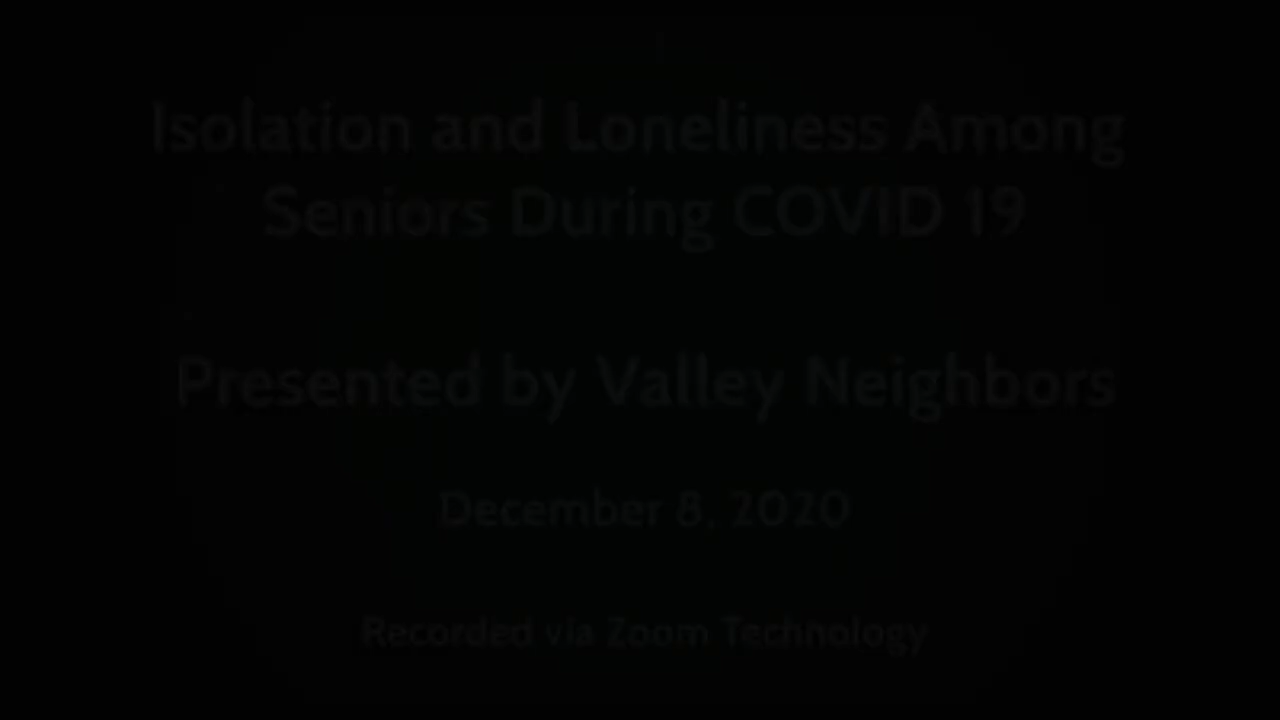 Isolation and Loneliness Among
Seniors During COVID 19
Presented by Valley Neighbors
December 8, 2020
Recorded via Zoom Technology